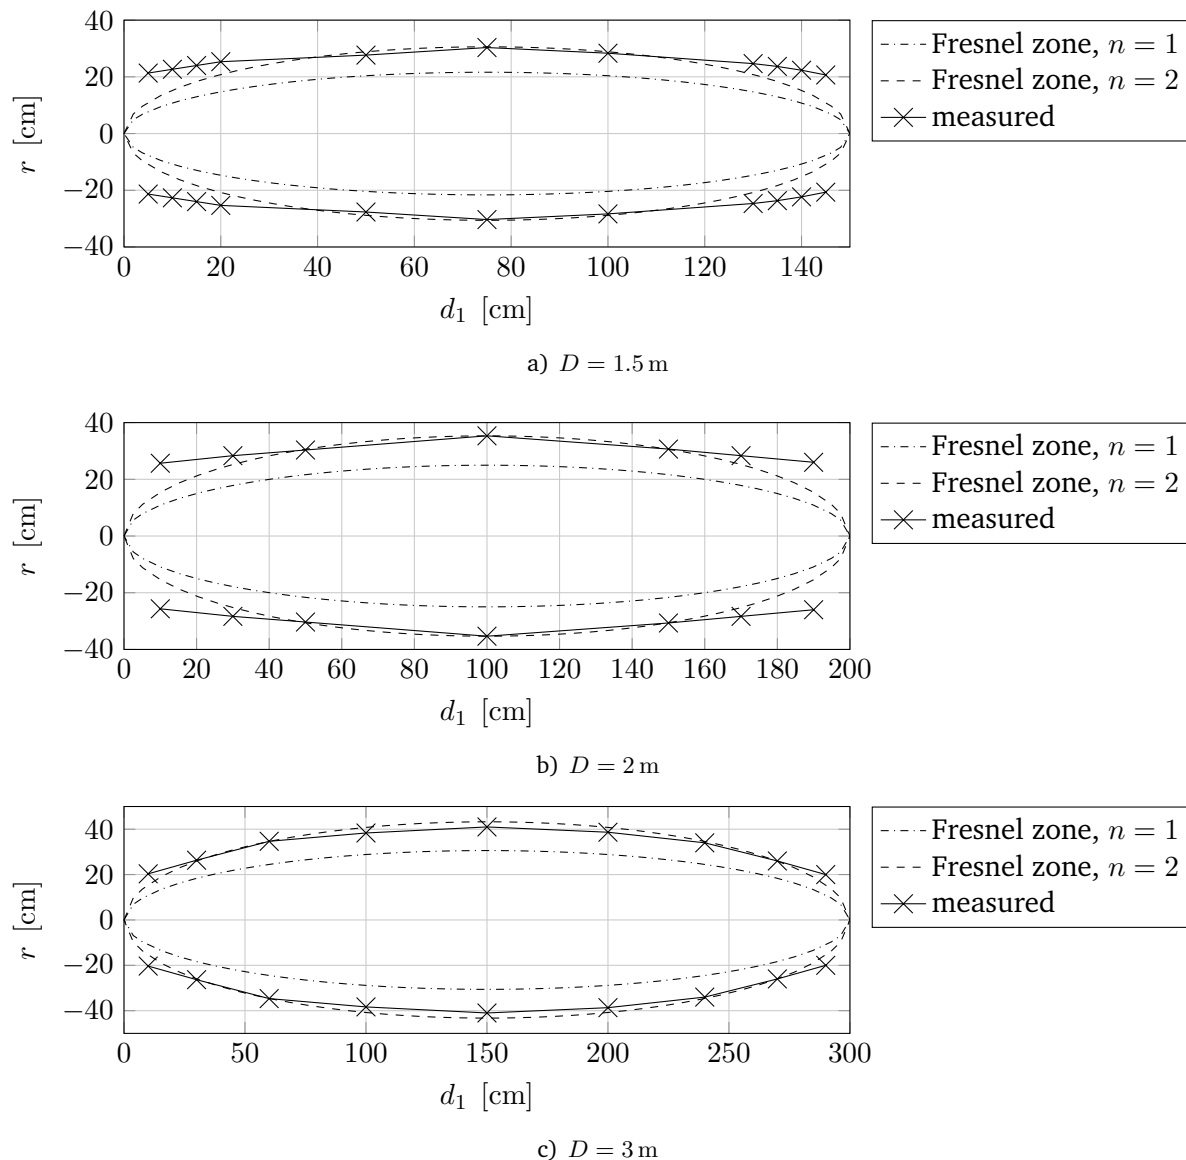 40
20
0
−20
−40
r [cm]
0 20 40 60 80 100 120 140
d₁ [cm]
Fresnel zone, n = 1
Fresnel zone, n = 2
measured
a) D = 1.5 m
40
20
0
−20
−40
r [cm]
0 20 40 60 80 100 120 140 160 180 200
d₁ [cm]
Fresnel zone, n = 1
Fresnel zone, n = 2
measured
b) D = 2 m
40
20
0
−20
−40
r [cm]
0 50 100 150 200 250 300
d₁ [cm]
Fresnel zone, n = 1
Fresnel zone, n = 2
measured
c) D = 3 m